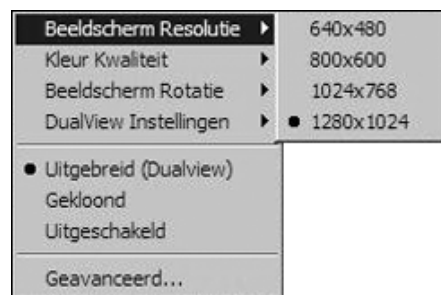 Beeldscherm Resolutie
Kleur Kwaliteit
Beeldscherm Rotatie
DualView Instellingen
Uitgebreid (Dualview)
Gekloond
Uitgeschakeld
Geavanceerd...
640x480
800x600
1024x768
1280x1024